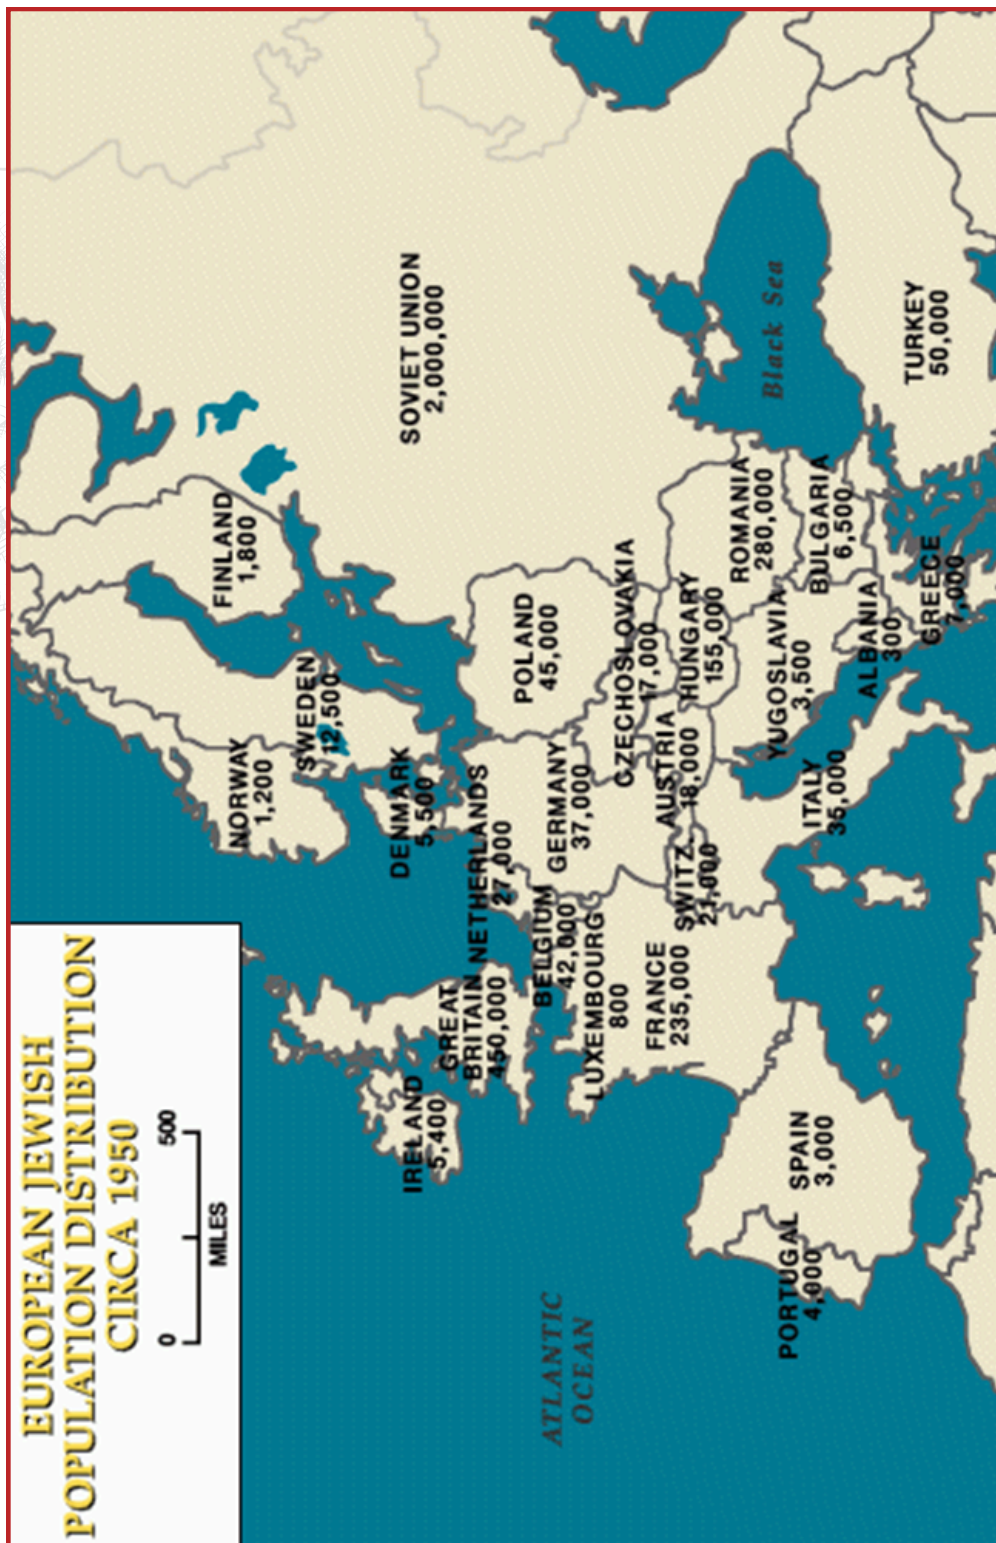 EUROPEAN JEWISH
POPULATION DISTRIBUTION
CIRCA 1950
0
500
MILES
NORWAY
1,200
SWEDEN
12,500
FINLAND
1,800
DENMARK
5,500
SOVIET UNION
2,000,000
IRELAND
5,400
GREAT
BRITAIN
450,000
NETHERLANDS
27,000
BELGIUM
42,000
LUXEMBOURG
800
GERMANY
37,000
POLAND
45,000
CZECHOSLOVAKIA
17,000
FRANCE
235,000
SWITZ.
21,000
AUSTRIA
18,000
HUNGARY
155,000
ROMANIA
280,000
ATLANTIC
OCEAN
PORTUGAL
4,000
SPAIN
3,000
ITALY
35,000
YUGOSLAVIA
3,500
BULGARIA
6,500
Black Sea
ALBANIA
300
GREECE
7,000
TURKEY
50,000